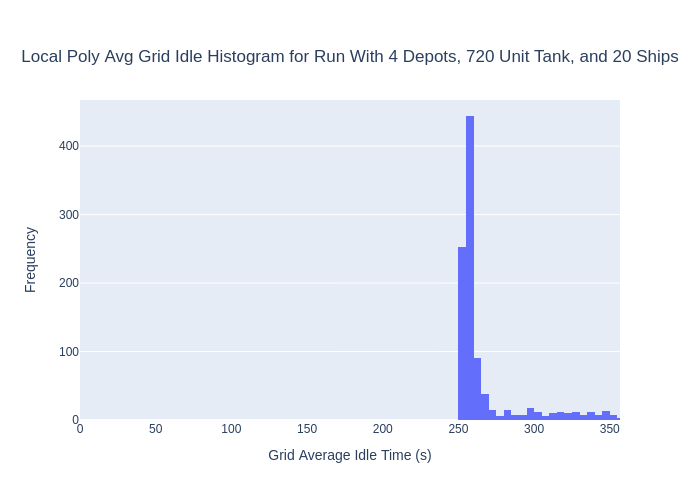 Local Poly Avg Grid Idle Histogram for Run With 4 Depots, 720 Unit Tank, and 20 Ships
400
300
200
100
0
Frequency
0 50 100 150 200 250 300 350
Grid Average Idle Time (s)